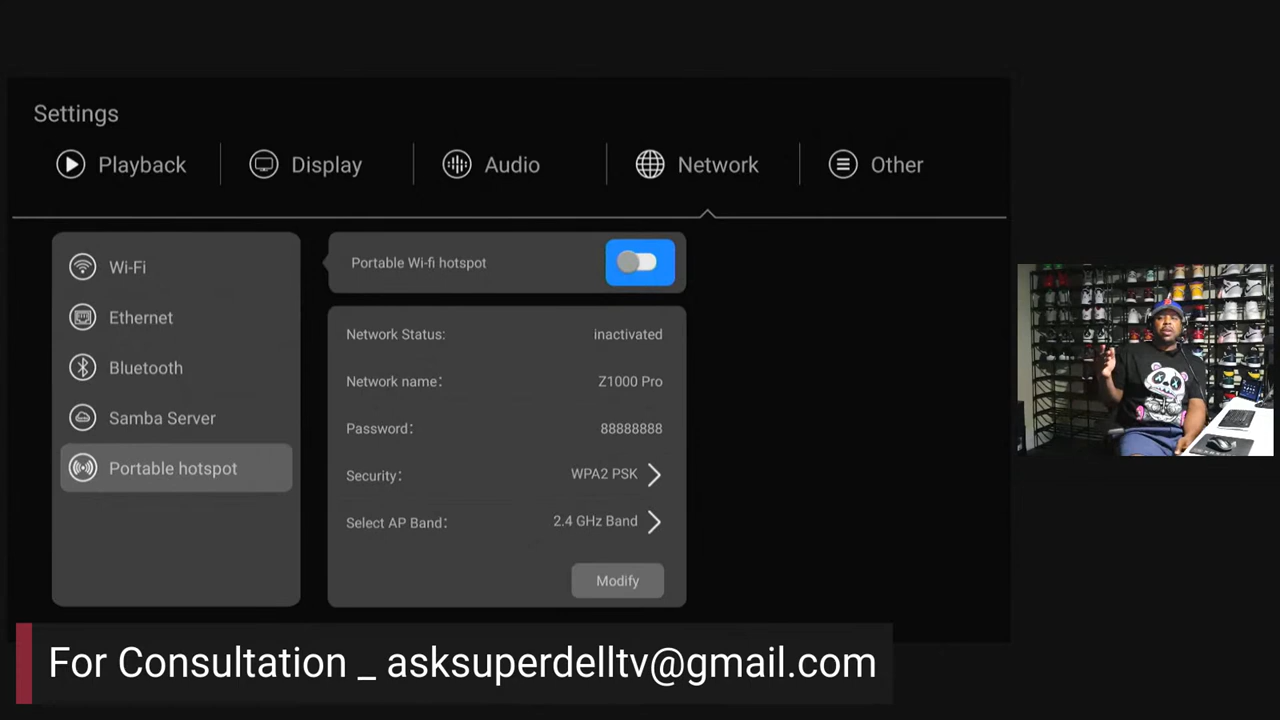 Settings
Playback
Display
Audio
Network
Other
Wi-Fi
Ethernet
Bluetooth
Samba Server
Portable hotspot
Portable Wi-fi hotspot
Network Status: inactivated
Network name: Z1000 Pro
Password: 88888888
Security: WPA2 PSK
Select AP Band: 2.4 GHz Band
Modify
For Consultation _ asksuperdelltv@gmail.com